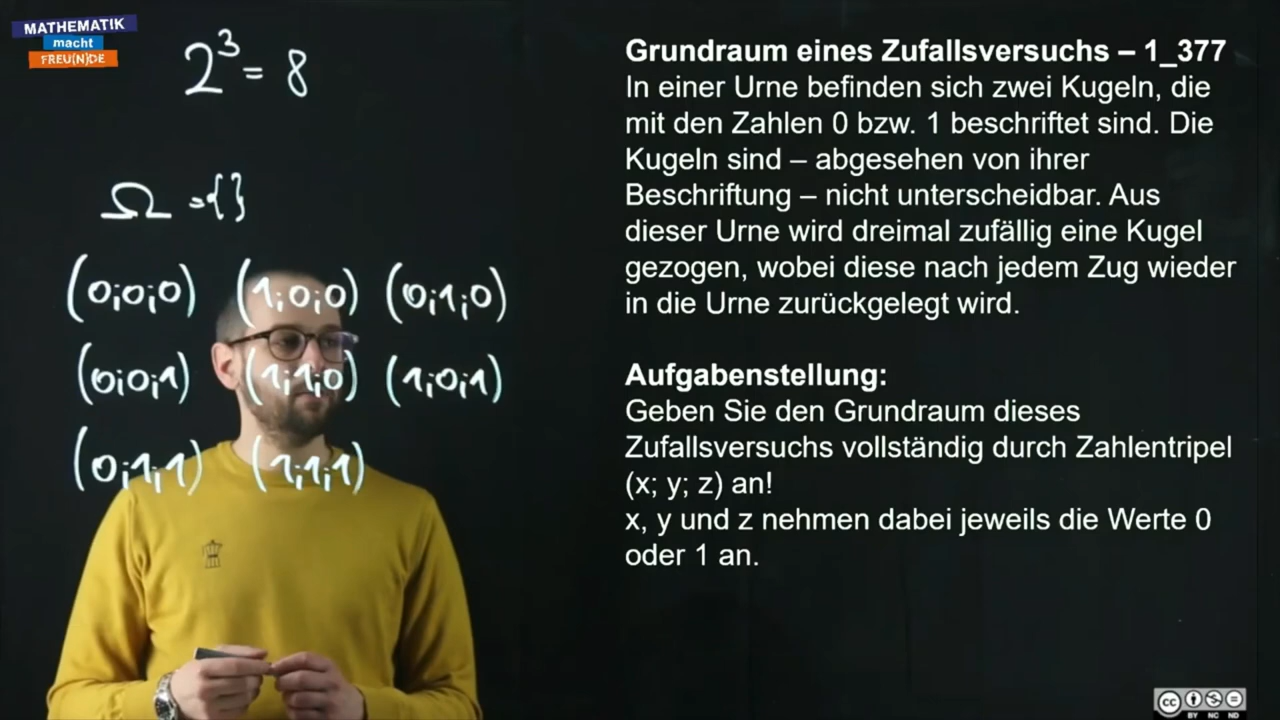 MATHEMATIK
macht
FREU(N)DE
2³ = 8
Ω = {}
(0;0;0) (1;0;0) (0;1;0)
(0;0;1) (1;1;0) (1;0;1)
(0;1;1) (1;1;1)
Grundraum eines Zufallsversuchs – 1_377
In einer Urne befinden sich zwei Kugeln, die
mit den Zahlen 0 bzw. 1 beschriftet sind. Die
Kugeln sind – abgesehen von ihrer
Beschriftung – nicht unterscheidbar. Aus
dieser Urne wird dreimal zufällig eine Kugel
gezogen, wobei diese nach jedem Zug wieder
in die Urne zurückgelegt wird.
Aufgabenstellung:
Geben Sie den Grundraum dieses
Zufallsversuchs vollständig durch Zahlentripel
(x; y; z) an!
x, y und z nehmen dabei jeweils die Werte 0
oder 1 an.
cc
BY NC ND